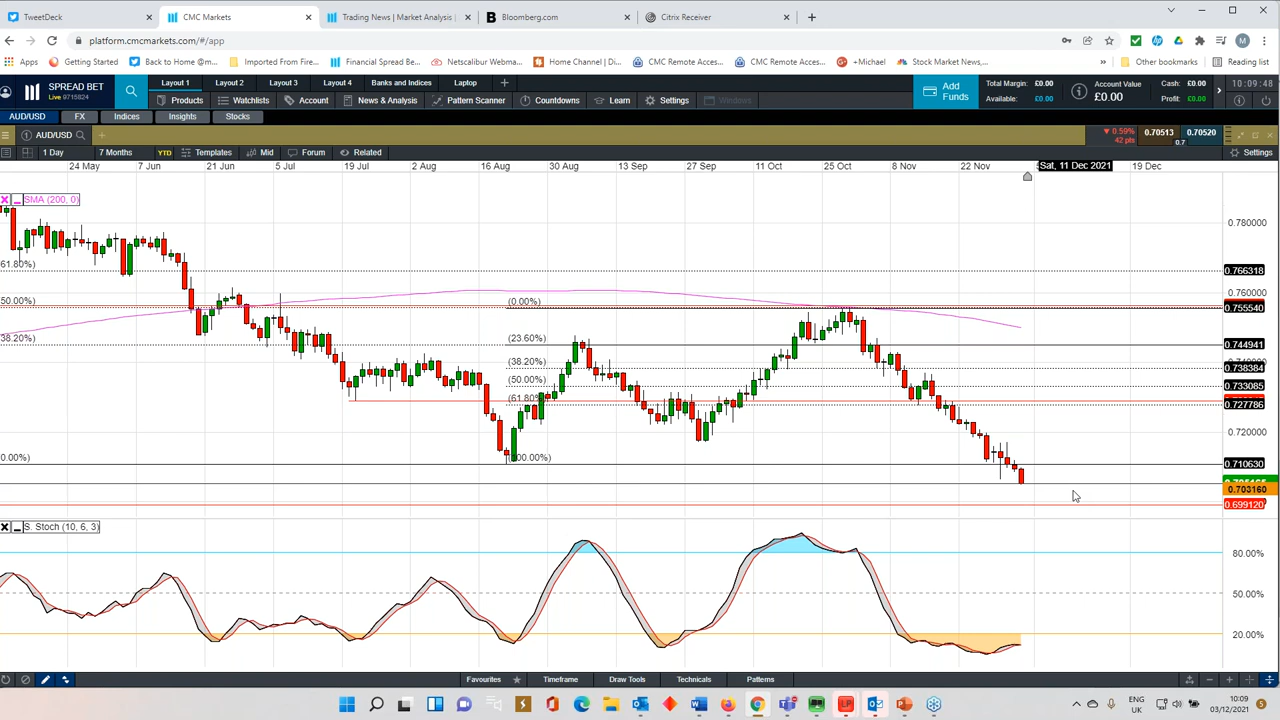 TweetDeck
CMC Markets
Trading News | Market Analysis |
Bloomberg.com
Citrix Receiver
platform.cmcmarkets.com/#/app
M
Apps
Getting Started
Back to Home @m...
Imported From Fire...
Financial Spread Be...
Netscalibur Webma...
Home Channel | Di...
CMC Remote Acces...
CMC Remote Acces...
+Michael
Stock Market News,...
»
Other bookmarks
Reading list
SPREAD BET
Live 9715824
Layout 1
Layout 2
Layout 3
Layout 4
Banks and Indices
Laptop
Products
Watchlists
Account
News & Analysis
Pattern Scanner
Countdowns
Learn
Settings
Windows
Add Funds
Total Margin: £0.00
Available: £0.00
Account Value
£0.00
Cash: £0.00
Profit: £0.00
10:09:48
AUD/USD
FX
Indices
Insights
Stocks
AUD/USD
0.59%
42 pts
0.70513
0.70520
0.7
1 Day
7 Months
YTD
Templates
Mid
Forum
Related
Settings
24 May
7 Jun
21 Jun
5 Jul
19 Jul
2 Aug
16 Aug
30 Aug
13 Sep
27 Sep
11 Oct
25 Oct
8 Nov
22 Nov
Sat, 11 Dec 2021
19 Dec
SMA (200, 0)
0.780000
61.80%)
0.766318
0.760000
50.00%)
(0.00%)
0.755540
38.20%)
(23.60%)
0.744941
(38.20%)
0.738384
(50.00%)
0.733085
(61.80%)
0.727786
0.720000
0.00%)
0.710630
0.703160
0.699120
S. Stoch (10, 6, 3)
80.00%
50.00%
20.00%
Favourites
Timeframe
Draw Tools
Technicals
Patterns
ENG
UK
10:09
03/12/2021